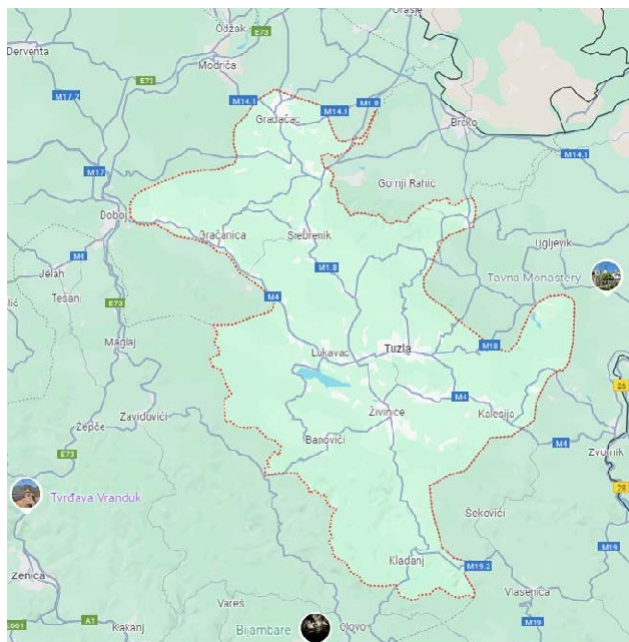 Orašje
Odžak
E73
Derventa
Modriča
E73
M17.2
M14.1
M1.8
Gradačac
M14.1
Brčko
M14.1
M17
Gornji Rahić
Doboj
Gračanica
Srebrenik
Ugljevik
M4
Jelah
Tavna Monastery
Tešanj
E73
M1.8
M4
Maglaj
Lukavac
Tuzla
M18
Zavidovići
Živinice
M4
Kalesija
Žepče
Banovići
M4
Zvornik
E73
Tvrđava Vranduk
28
Šekovići
M19
Zenica
Kladanj
M19.2
Vlasenica
Vareš
A1
Kakanj
Bijambare
Olovo
M19